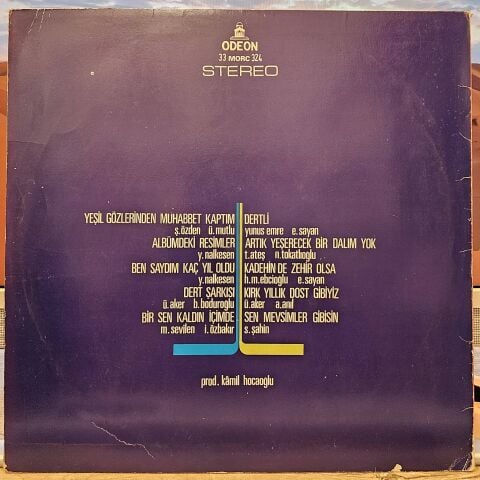 ODEON
33 MORC 324
STEREO
YEŞİL GÖZLERİNDEN MUHABBET KAPTIM
ş.özden ü.mutlu
ALBÜMDEKİ RESİMLER
y.nalkesen
BEN SAYDIM KAÇ YIL OLDU
y.nalkesen
DERT ŞARKISI
ü.aker b.boduroğlu
BİR SEN KALDIN İÇİMDE
m.sevilen i.özbakır
DERTLİ
yunus emre e.sayan
ARTIK YEŞERECEK BİR DALIM YOK
t.ateş n.tokatlıoğlu
KADEHİN DE ZEHİR OLSA
h.m.ebcioğlu e.sayan
KIRK YILLIK DOST GİBİYİZ
ü.aker a.anıl
SEN MEVSİMLER GİBİSİN
s.şahin
prod. kâmil hocaoğlu